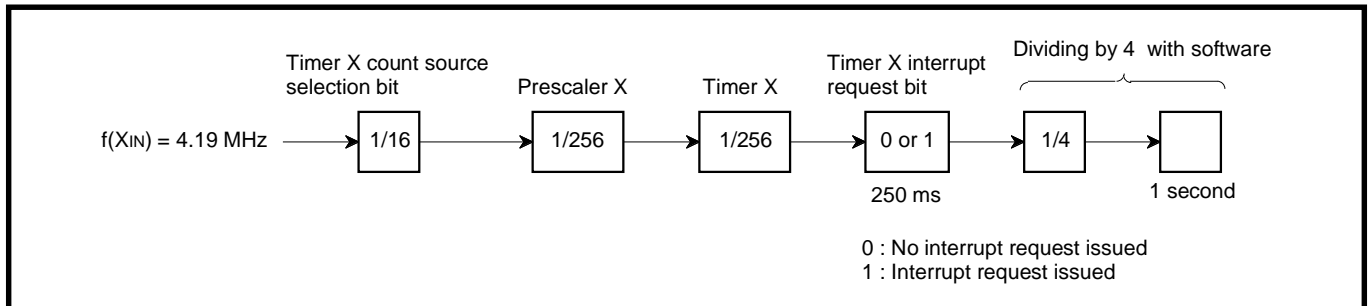 Dividing by 4 with software
Timer X count source
selection bit
Prescaler X
Timer X
Timer X interrupt
request bit
f(XIN) = 4.19 MHz
1/16
1/256
1/256
0 or 1
1/4
250 ms
1 second
0 : No interrupt request issued
1 : Interrupt request issued